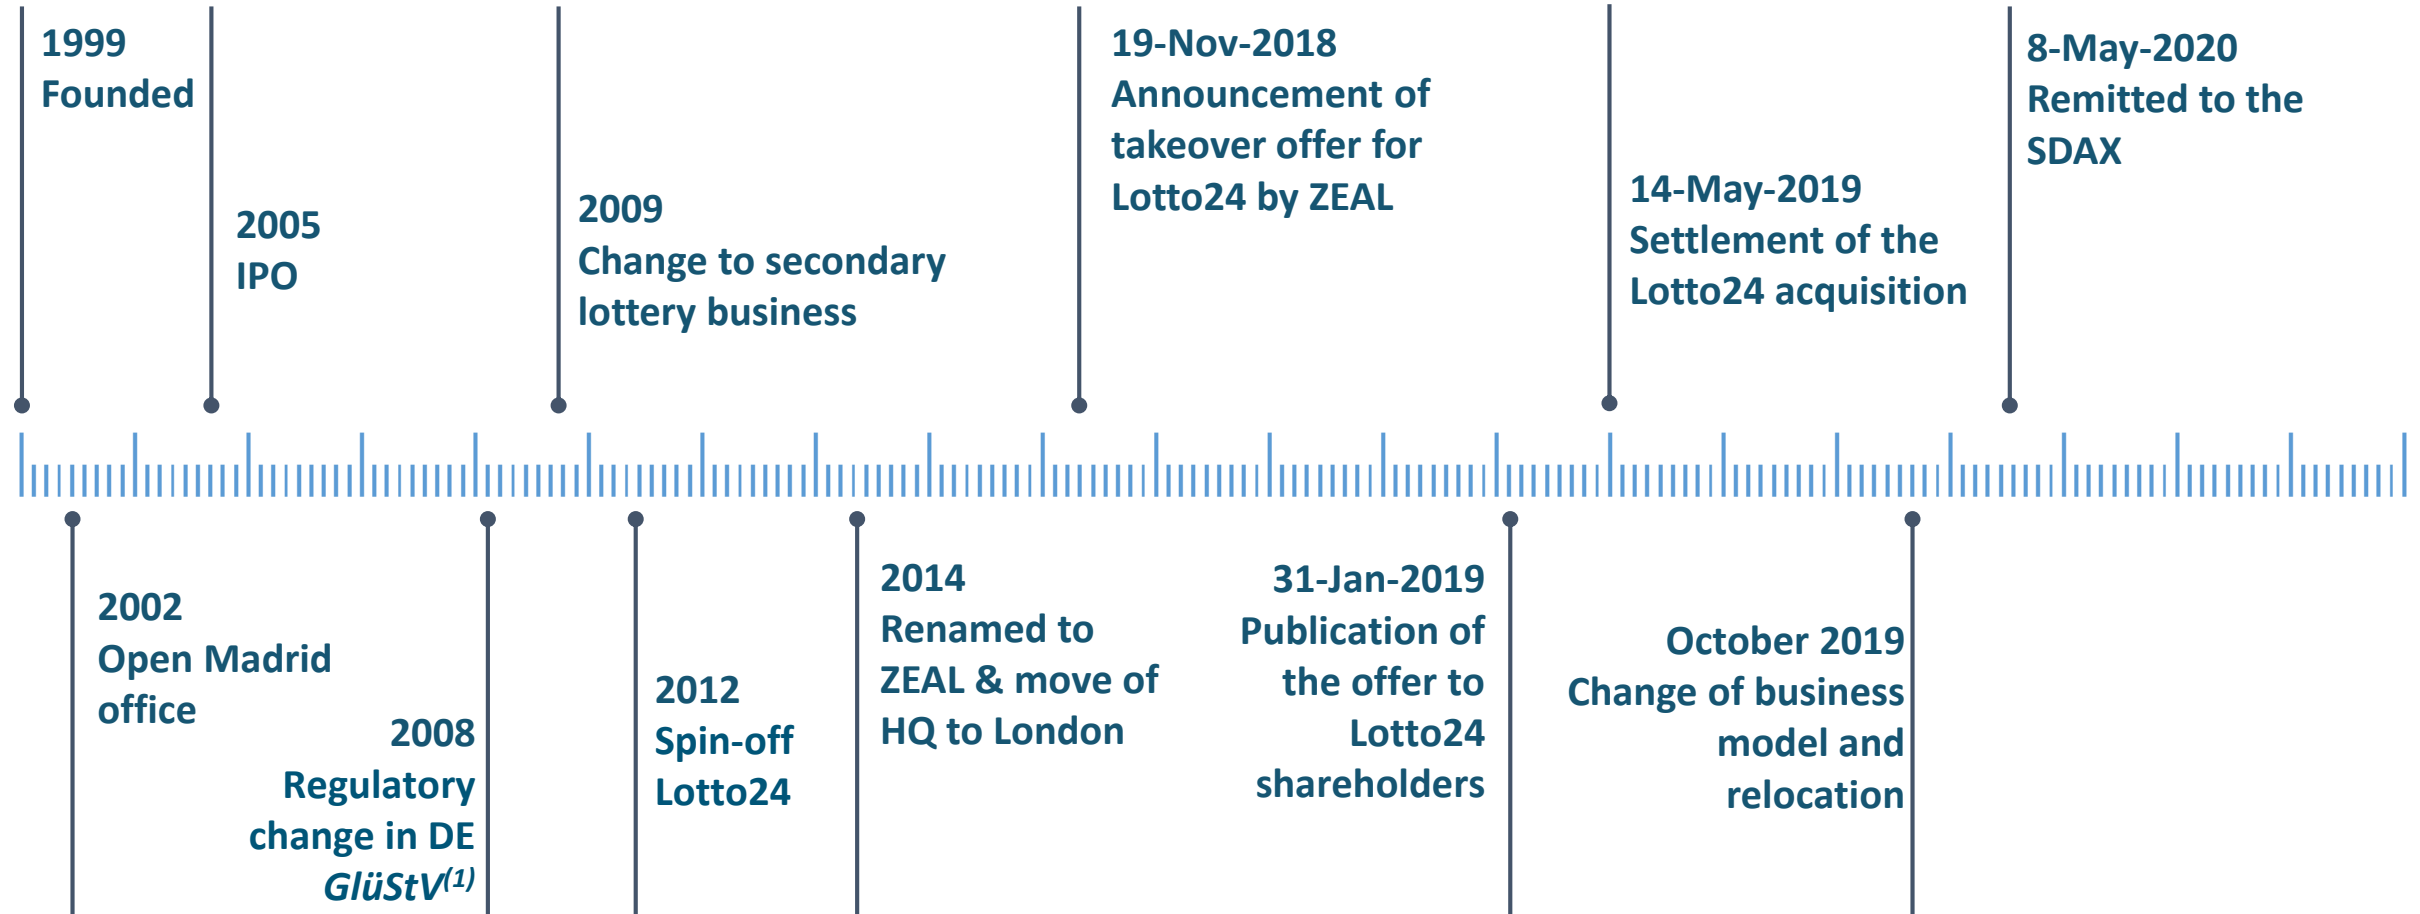 1999
Founded
2005
IPO
2009
Change to secondary
lottery business
19-Nov-2018
Announcement of
takeover offer for
Lotto24 by ZEAL
14-May-2019
Settlement of the
Lotto24 acquisition
8-May-2020
Remitted to the
SDAX
2002
Open Madrid
office
2008
Regulatory
change in DE
GlüStV(1)
2012
Spin-off
Lotto24
2014
Renamed to
ZEAL & move of
HQ to London
31-Jan-2019
Publication of
the offer to
Lotto24
shareholders
October 2019
Change of business
model and
relocation